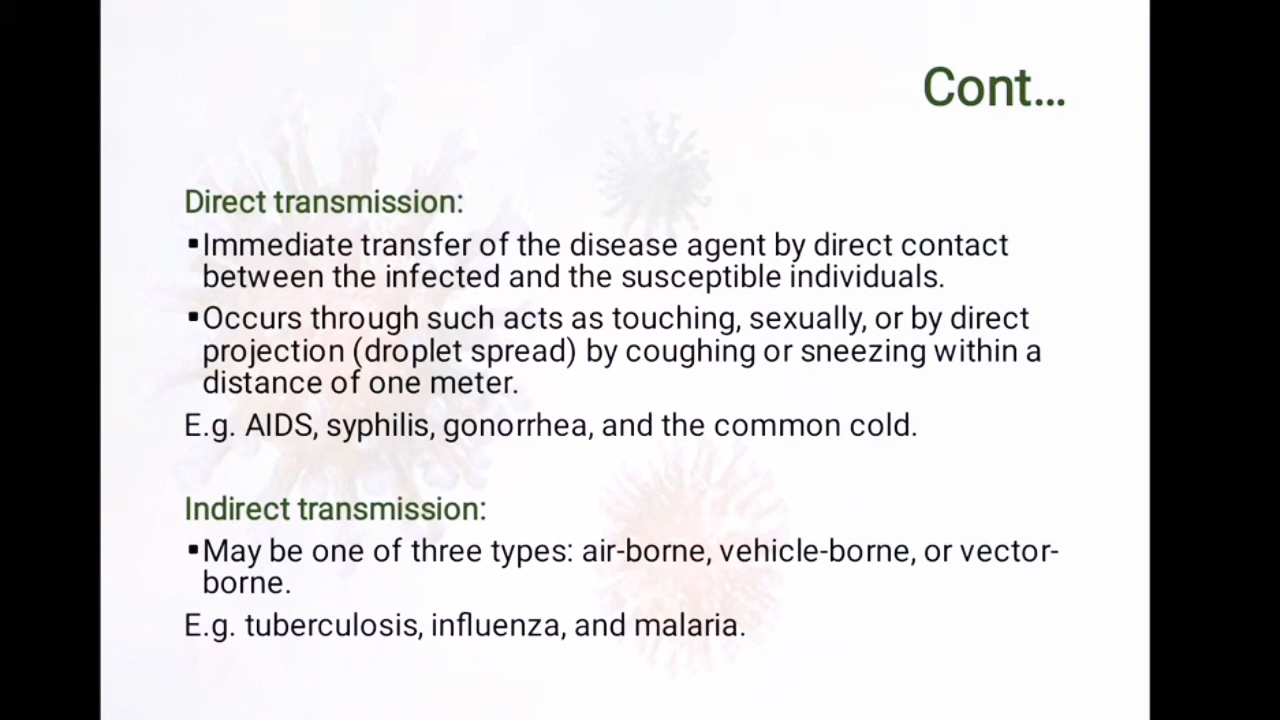 Cont...
Direct transmission:
▪Immediate transfer of the disease agent by direct contact
between the infected and the susceptible individuals.
▪Occurs through such acts as touching, sexually, or by direct
projection (droplet spread) by coughing or sneezing within a
distance of one meter.
E.g. AIDS, syphilis, gonorrhea, and the common cold.
Indirect transmission:
▪May be one of three types: air-borne, vehicle-borne, or vector-
borne.
E.g. tuberculosis, influenza, and malaria.